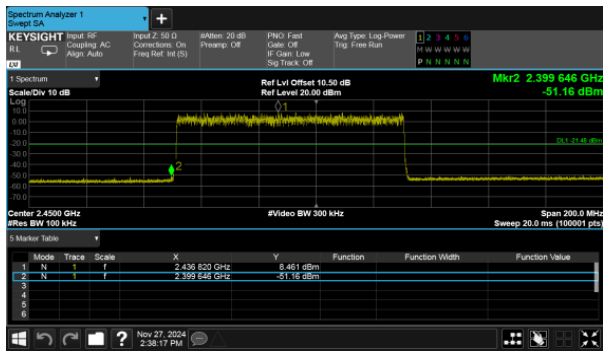 Spectrum Analyzer 1
Swept SA
+
KEYSIGHT Input: RF Input Z: 50 Ω #Atten: 20 dB PNO: Fast Avg Type: Log-Power 1 2 3 4 5 6
RL Coupling: AC Corrections: On Preamp: Off Gate: Off Trig: Free Run M W W W W W
Align: Auto Freq Ref: Int (S) IF Gain: Low P N N N N N
Sig Track: Off
LXI
1 Spectrum
Ref Lvl Offset 10.50 dB Mkr2 2.399 646 GHz
Scale/Div 10 dB Ref Level 20.00 dBm -51.16 dBm
Log
10.0
0.00
-10.0
-20.0
-30.0
-40.0
-50.0
-60.0
-70.0
1
2
Center 2.4500 GHz #Video BW 300 kHz Span 200.0 MHz
#Res BW 100 kHz Sweep 20.0 ms (100001 pts)
5 Marker Table
Mode Trace Scale X Y Function Function Width Function Value
1 N 1 f 2.436 820 GHz 8.461 dBm
2 N 1 f 2.399 646 GHz -51.16 dBm
3
4
5
6
? Nov 27, 2024
2:38:17 PM